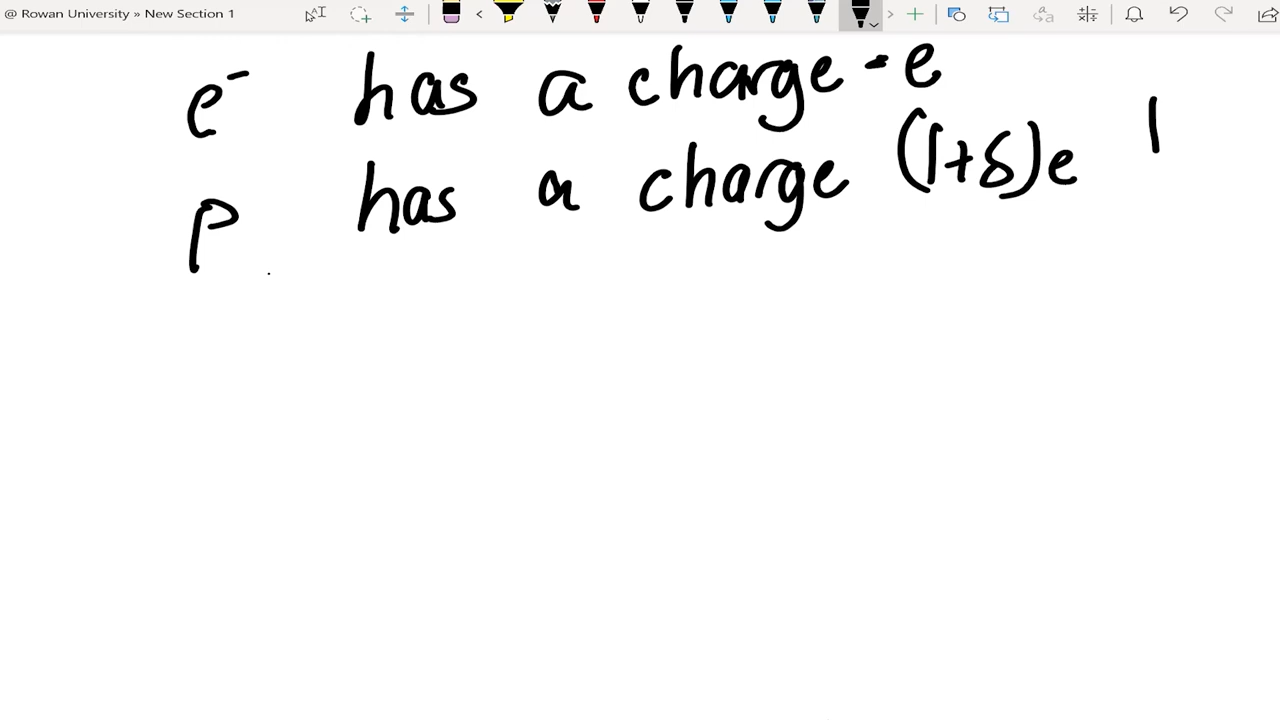 @ Rowan University » New Section 1
e⁻ has a charge -e
p has a charge (1+δ)e |